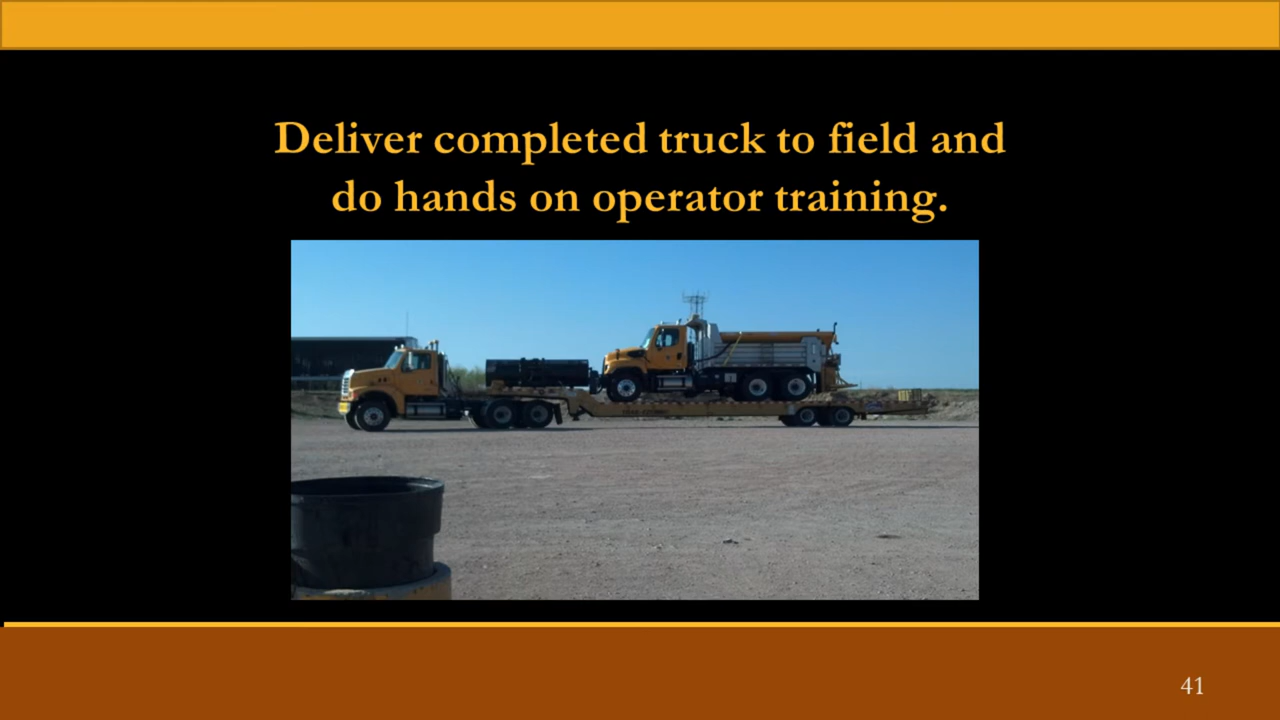 Deliver completed truck to field and
do hands on operator training.
41